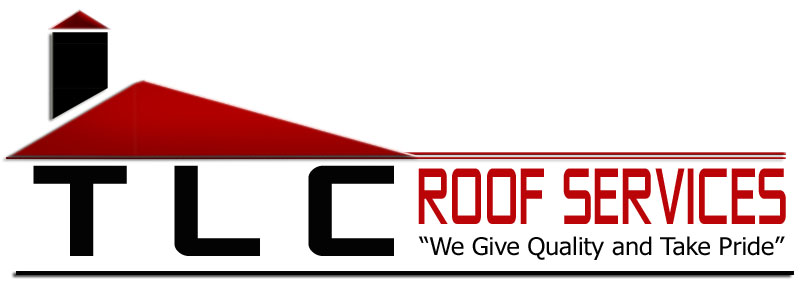 TLC
ROOF SERVICES
“We Give Quality and Take Pride”